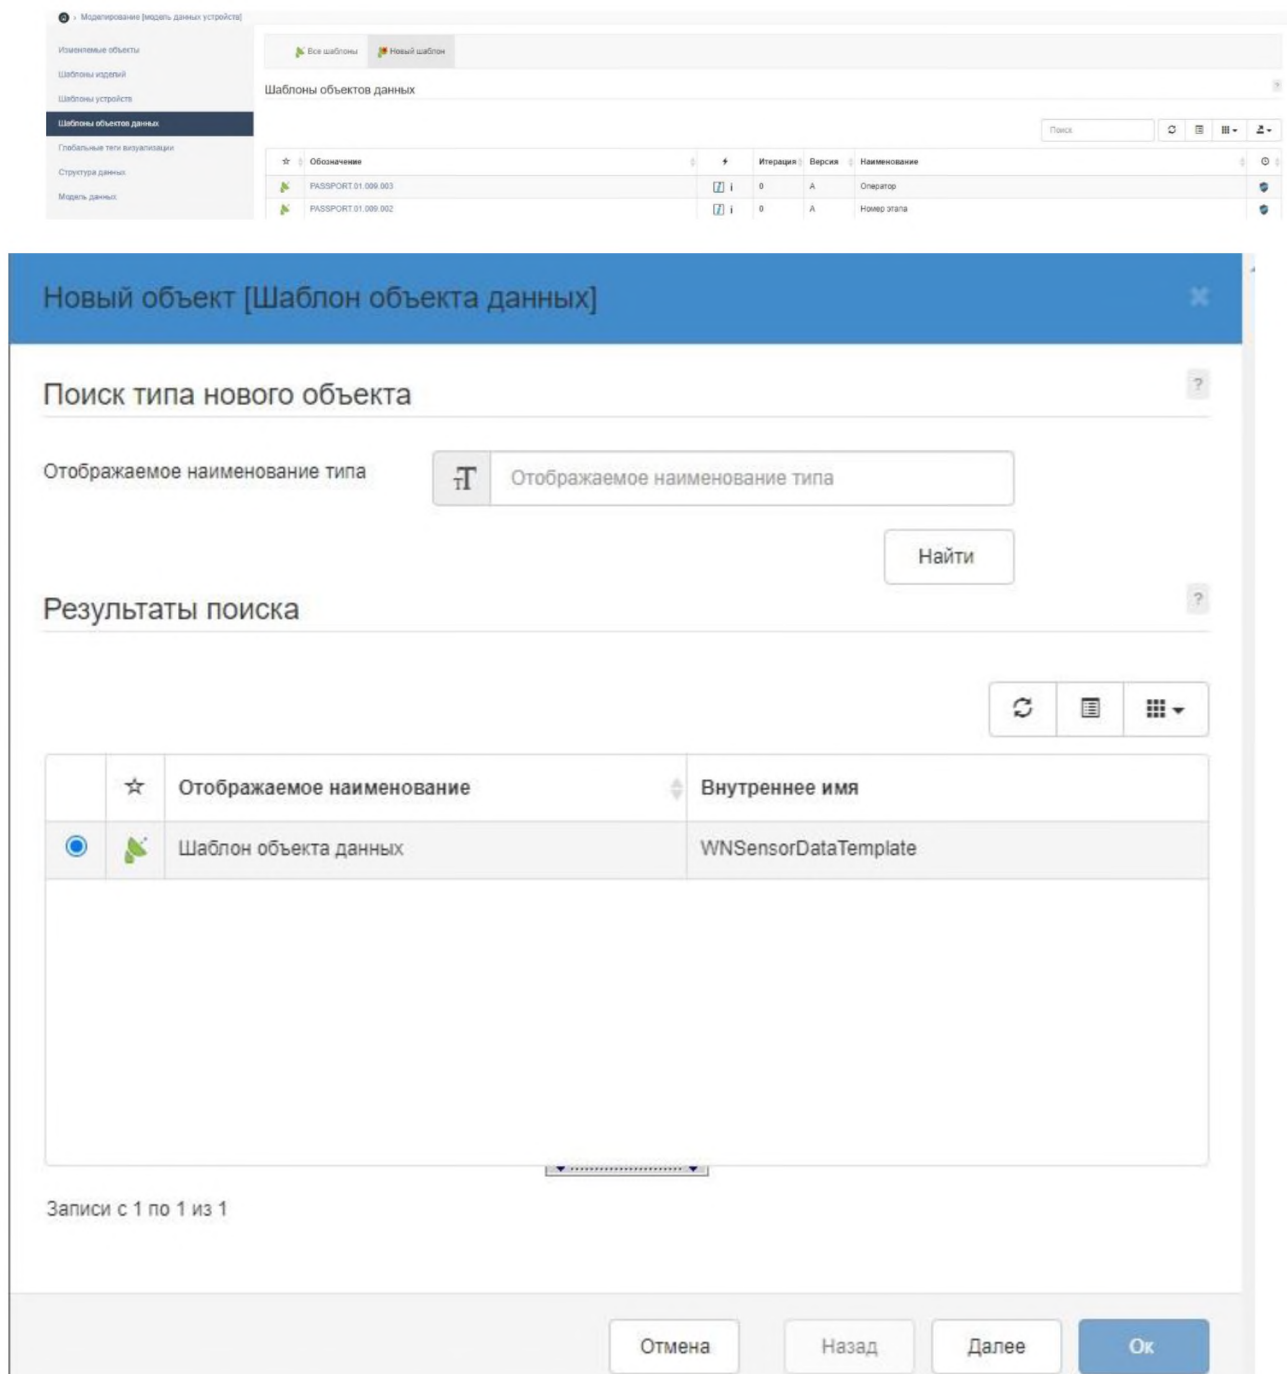 Моделирование [модель данных устройств]
Изменяемые объекты
Шаблоны изделий
Шаблоны устройств
Шаблоны объектов данных
Глобальные теги визуализации
Структура данных
Модель данных
Все шаблоны Новый шаблон
Шаблоны объектов данных
?
Поиск
Обозначение Итерация Версия Наименование
PASSPORT.01.009.003 i 0 A Оператор
PASSPORT.01.009.002 i 0 A Номер этапа
Новый объект [Шаблон объекта данных]
Поиск типа нового объекта
?
Отображаемое наименование типа
тТ Отображаемое наименование типа
Найти
Результаты поиска
?
Отображаемое наименование Внутреннее имя
Шаблон объекта данных WNSensorDataTemplate
Записи с 1 по 1 из 1
Отмена Назад Далее Ок